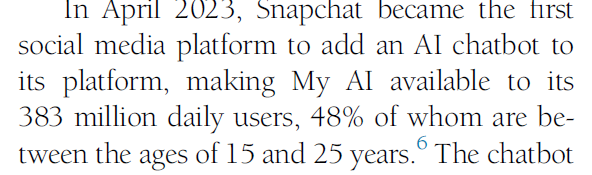 In April 2023, Snapchat became the first
social media platform to add an AI chatbot to
its platform, making My AI available to its
383 million daily users, 48% of whom are be-
tween the ages of 15 and 25 years.6 The chatbot